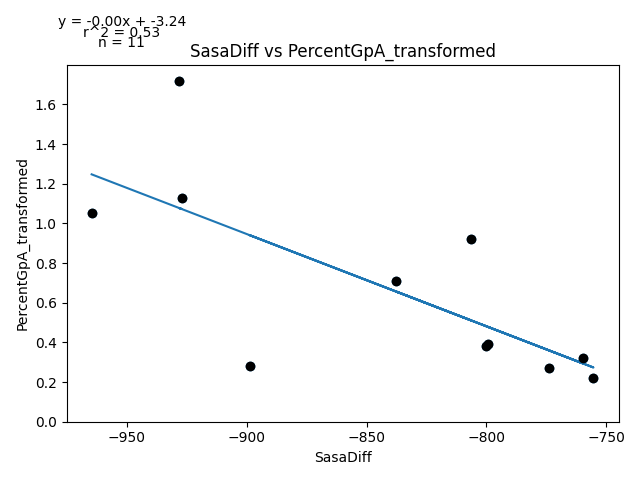 y = -0.00x + -3.24
r^2 = 0.53
n = 11
SasaDiff vs PercentGpA_transformed
1.6
1.4
1.2
1.0
0.8
0.6
0.4
0.2
0.0
PercentGpA_transformed
−950
−900
−850
−800
−750
SasaDiff